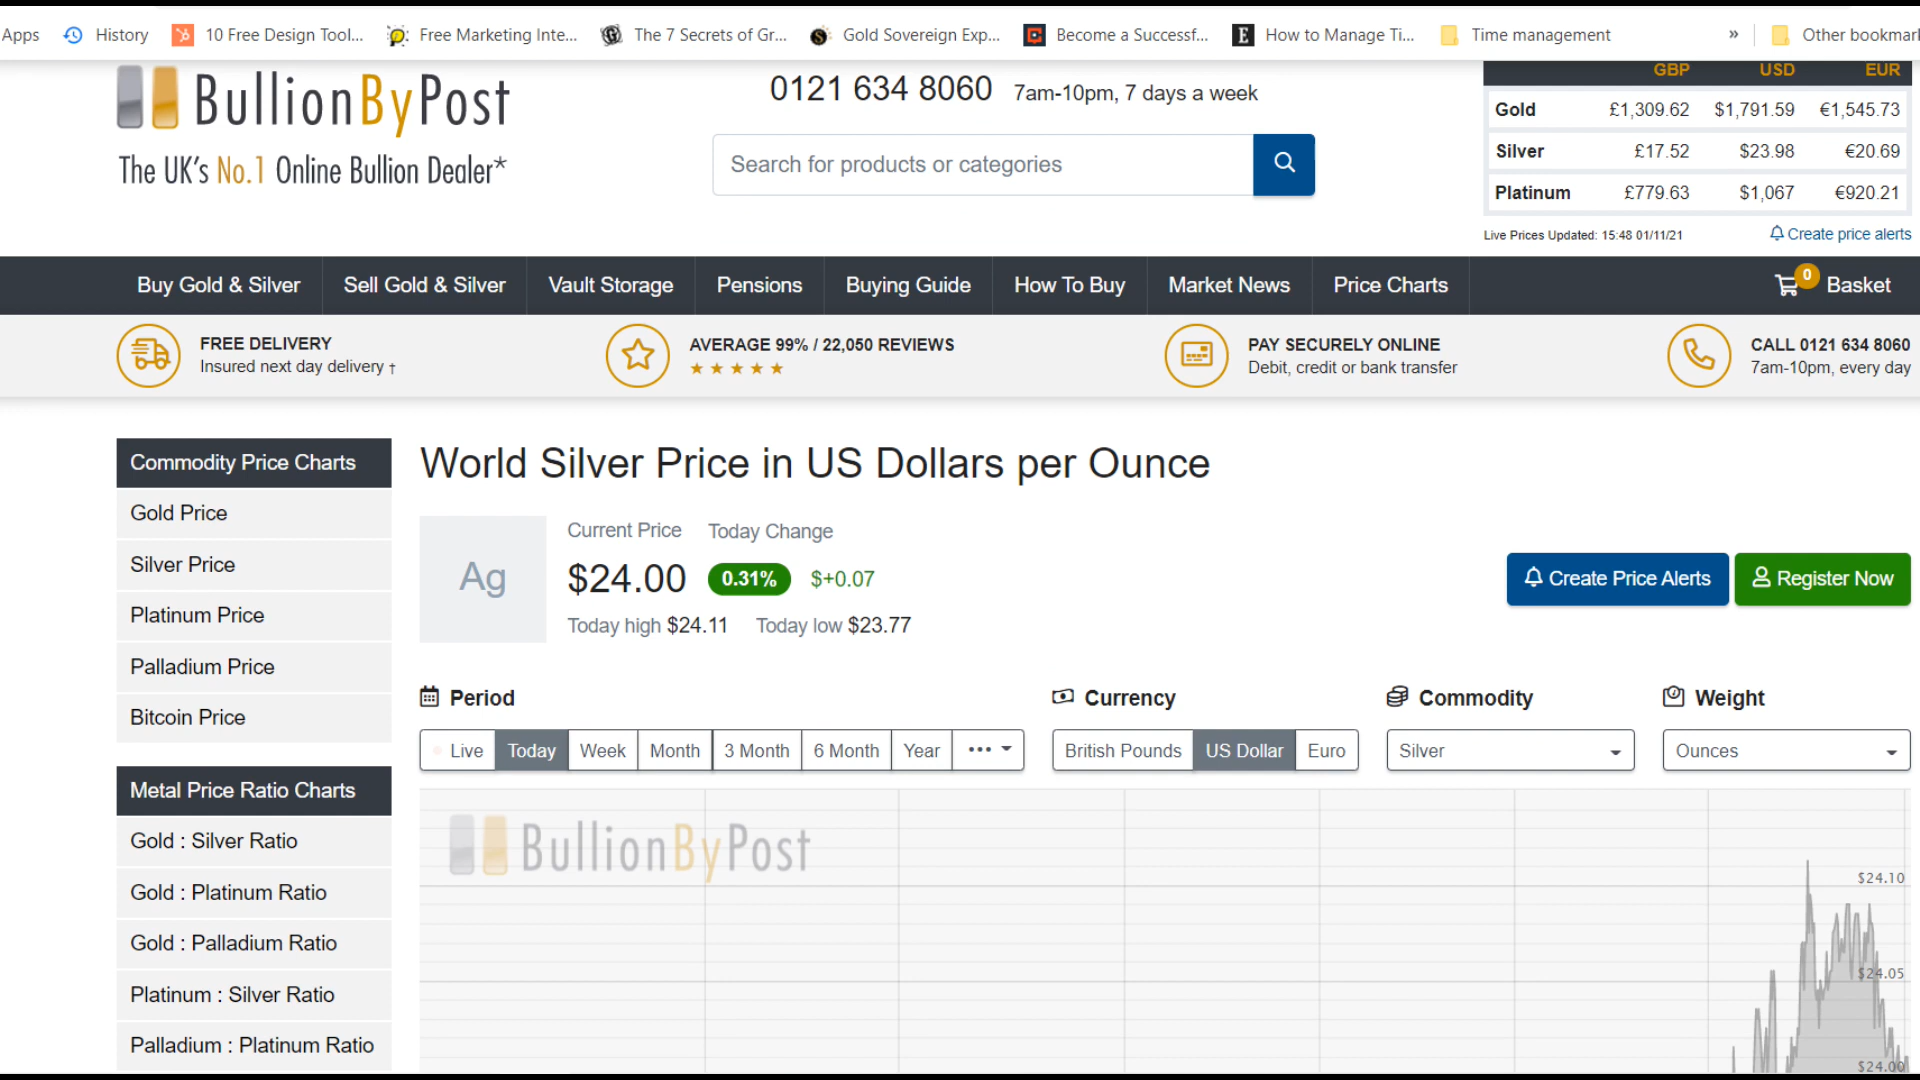 Apps History 10 Free Design Tool... Free Marketing Inte... The 7 Secrets of Gr... Gold Sovereign Exp... Become a Successf... How to Manage Ti... Time management » Other bookmark
BullionByPost
The UK's No.1 Online Bullion Dealer*
0121 634 8060 7am-10pm, 7 days a week
Search for products or categories
GBP USD EUR
Gold £1,309.62 $1,791.59 €1,545.73
Silver £17.52 $23.98 €20.69
Platinum £779.63 $1,067 €920.21
Live Prices Updated: 15:48 01/11/21 Create price alerts
Buy Gold & Silver Sell Gold & Silver Vault Storage Pensions Buying Guide How To Buy Market News Price Charts 0 Basket
FREE DELIVERY
Insured next day delivery †
AVERAGE 99% / 22,050 REVIEWS
★ ★ ★ ★ ★
PAY SECURELY ONLINE
Debit, credit or bank transfer
CALL 0121 634 8060
7am-10pm, every day
Commodity Price Charts
Gold Price
Silver Price
Platinum Price
Palladium Price
Bitcoin Price
Metal Price Ratio Charts
Gold : Silver Ratio
Gold : Platinum Ratio
Gold : Palladium Ratio
Platinum : Silver Ratio
Palladium : Platinum Ratio
World Silver Price in US Dollars per Ounce
Ag
Current Price Today Change
$24.00 0.31% $+0.07
Today high $24.11 Today low $23.77
Create Price Alerts Register Now
Period
Live Today Week Month 3 Month 6 Month Year •••
Currency
British Pounds US Dollar Euro
Commodity
Silver
Weight
Ounces
BullionByPost
$24.10
$24.05
$24.00